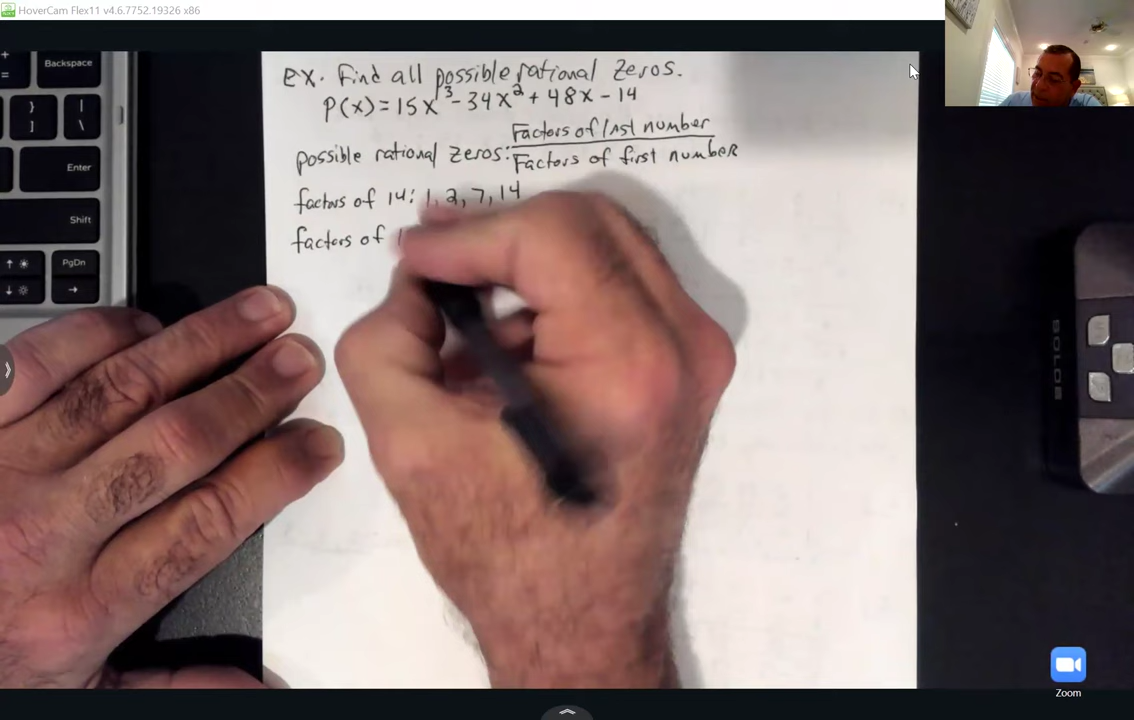 HoverCam Flex11 v4.6.7752.19326 x86
ex. Find all possible rational zeros.
P(x) = 15x³ - 34x² + 48x - 14
possible rational zeros: Factors of last number / Factors of first number
factors of 14: 1, 2, 7, 14
factors of 1
+
=
Backspace
}
]
|
\
Enter
Shift
PgDn
BOLDE
Zoom